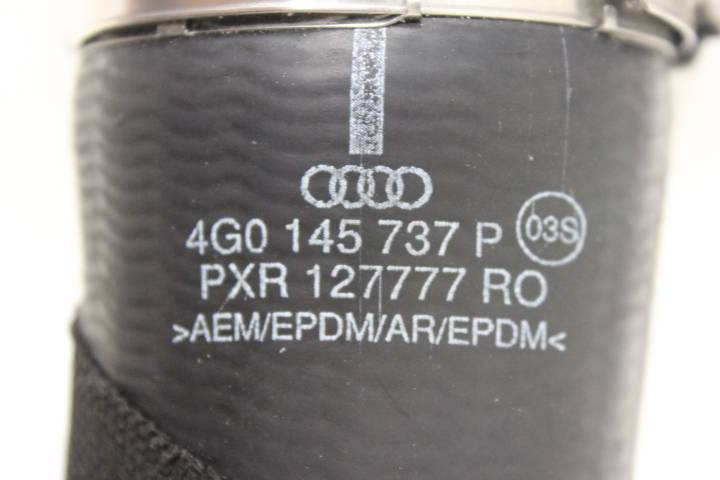 4G0 145 737 P 03S
PXR 127777 RO
>AEM/EPDM/AR/EPDM<